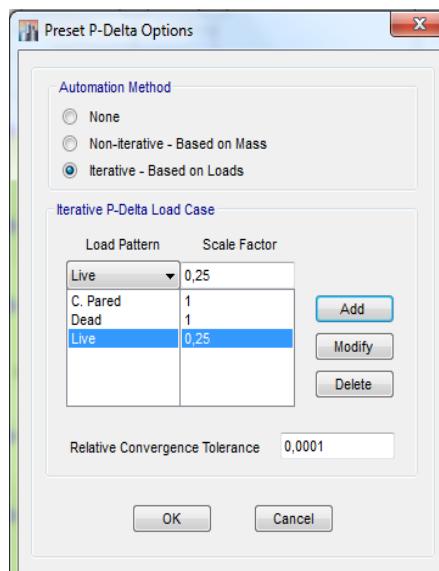 Preset P-Delta Options
Automation Method
None
Non-iterative - Based on Mass
Iterative - Based on Loads
Iterative P-Delta Load Case
Load Pattern Scale Factor
Live 0,25
C. Pared 1
Dead 1
Live 0,25
Add
Modify
Delete
Relative Convergence Tolerance 0,0001
OK Cancel